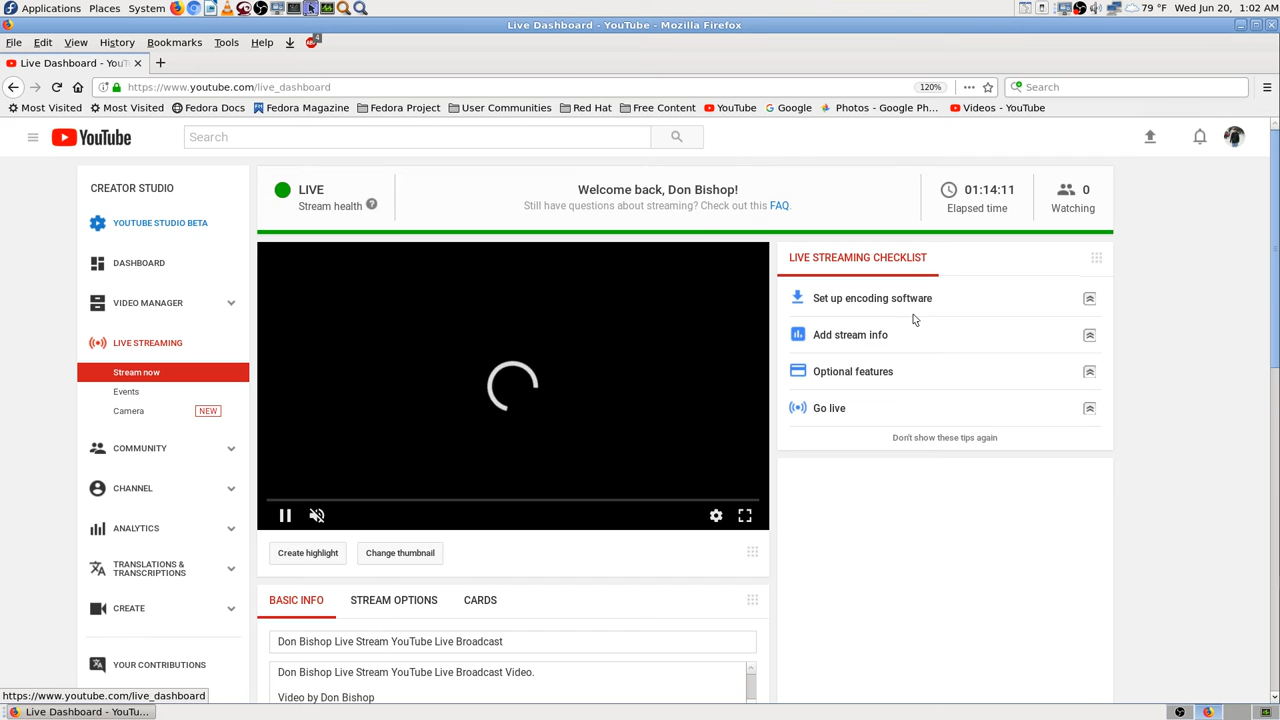 Applications Places System 79 °F Wed Jun 20, 1:02 AM
Live Dashboard - YouTube - Mozilla Firefox
File Edit View History Bookmarks Tools Help 4
Live Dashboard - YouT
https://www.youtube.com/live_dashboard 120% Search
Most Visited Most Visited Fedora Docs Fedora Magazine Fedora Project User Communities Red Hat Free Content YouTube Google Photos - Google Ph... Videos - YouTube
YouTube Search
CREATOR STUDIO
YOUTUBE STUDIO BETA
DASHBOARD
VIDEO MANAGER
LIVE STREAMING
Stream now
Events
Camera NEW
COMMUNITY
CHANNEL
ANALYTICS
TRANSLATIONS &
TRANSCRIPTIONS
CREATE
YOUR CONTRIBUTIONS
LIVE
Stream health ?
Welcome back, Don Bishop!
Still have questions about streaming? Check out this FAQ.
01:14:11
Elapsed time
0
Watching
LIVE STREAMING CHECKLIST
Set up encoding software
Add stream info
Optional features
Go live
Don't show these tips again
Create highlight Change thumbnail
BASIC INFO STREAM OPTIONS CARDS
Don Bishop Live Stream YouTube Live Broadcast
Don Bishop Live Stream YouTube Live Broadcast Video.
Video by Don Bishop
https://www.youtube.com/live_dashboard
Live Dashboard - YouTu...